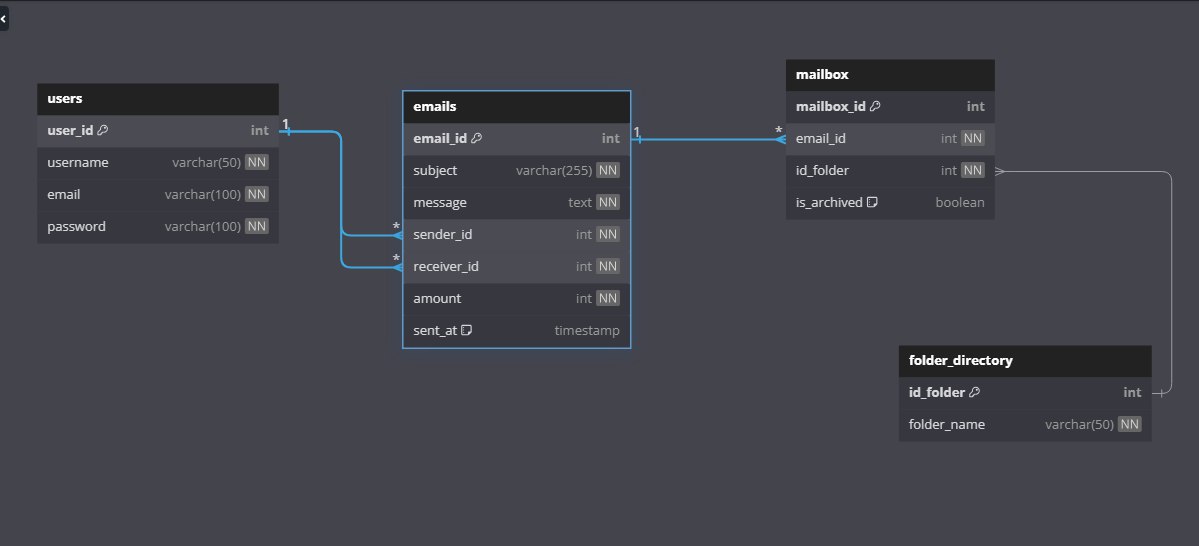 users
user_id int
username varchar(50) NN
email varchar(100) NN
password varchar(100) NN
1
*
*
emails
email_id int
subject varchar(255) NN
message text NN
sender_id int NN
receiver_id int NN
amount int NN
sent_at timestamp
1
*
mailbox
mailbox_id int
email_id int NN
id_folder int NN
is_archived boolean
folder_directory
id_folder int
folder_name varchar(50) NN